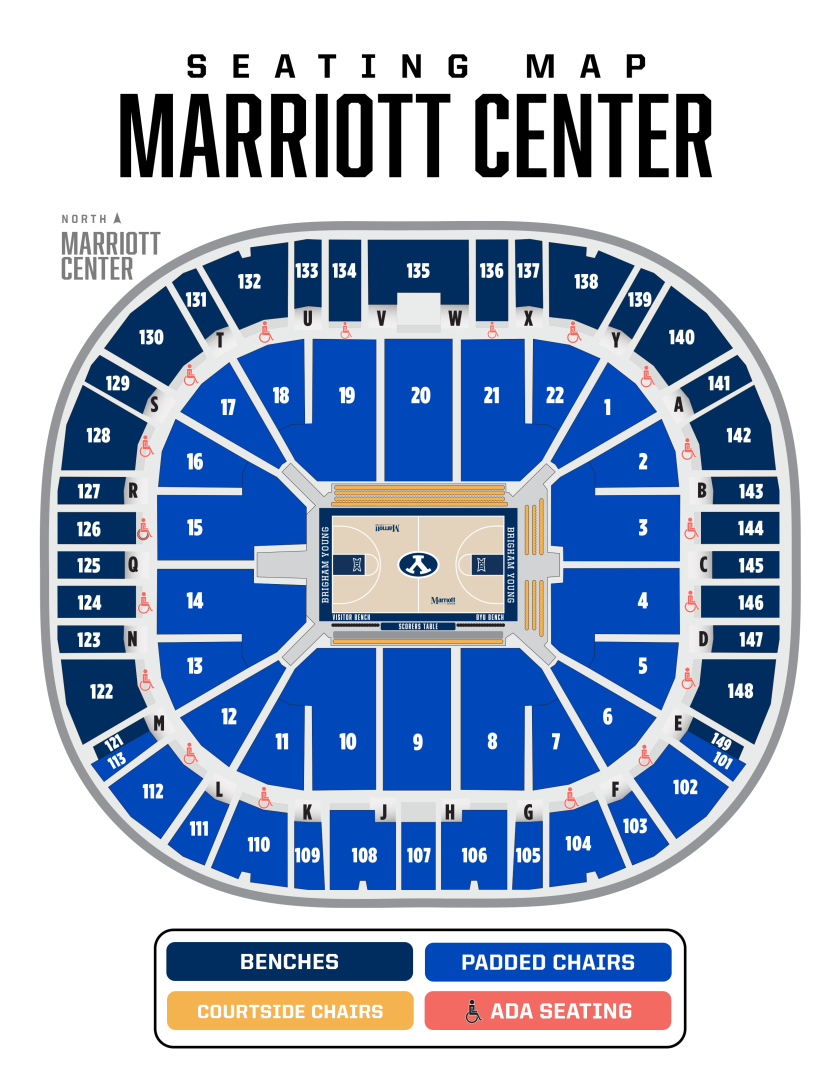 SEATING MAP
MARRIOTT CENTER
NORTH
MARRIOTT
CENTER
133 134 135 136 137
132 138
131 139
130 140
129 141
128 142
127 143
126 144
125 145
124 146
123 147
122 148
121 149
113 101
112 102
111 103
110 104
109 108 107 106 105
U V W X
T Y
S A
R B
Q C
N D
M E
L F
K J H G
18 19 20 21 22
17 1
16 2
15 3
14 4
13 5
12 6
11 10 9 8 7
Marriott
BRIGHAM YOUNG
BRIGHAM YOUNG
XII
XII
Y
Marriott
VISITOR BENCH
SCORERS TABLE
BYU BENCH
BENCHES
PADDED CHAIRS
COURTSIDE CHAIRS
ADA SEATING